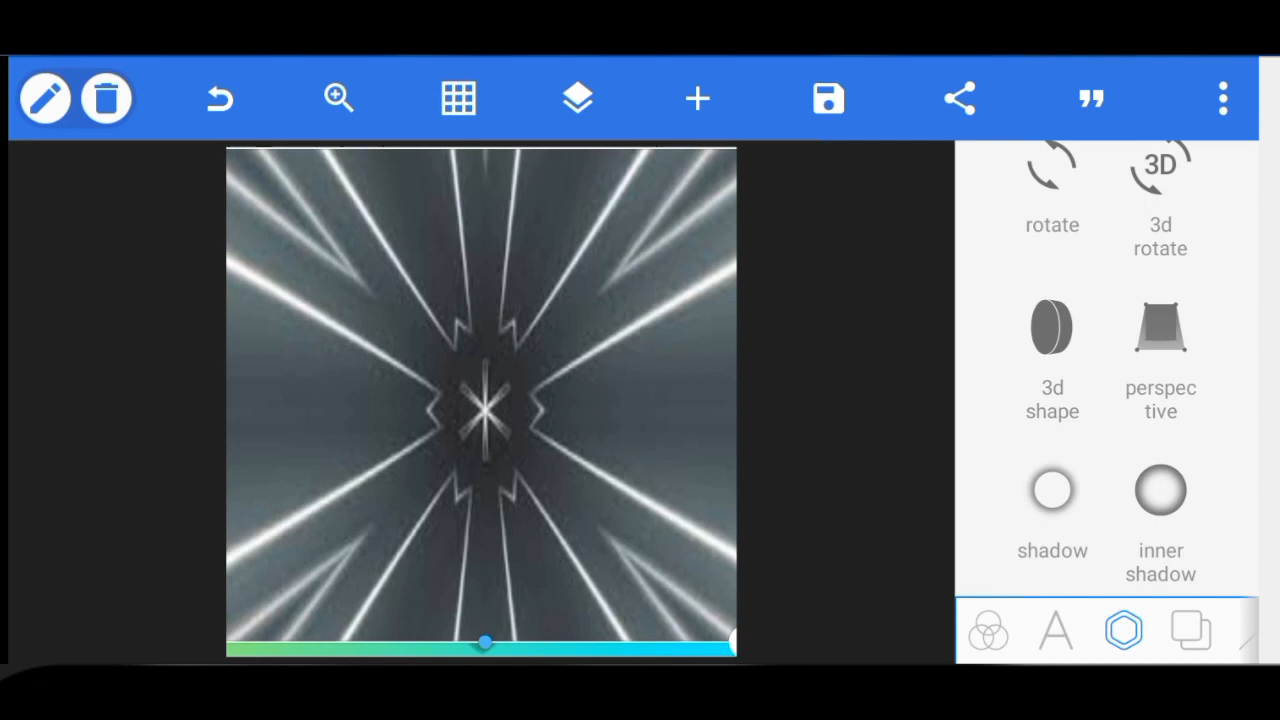 3D
rotate
3d
rotate
3d
shape
perspec
tive
shadow
inner
shadow